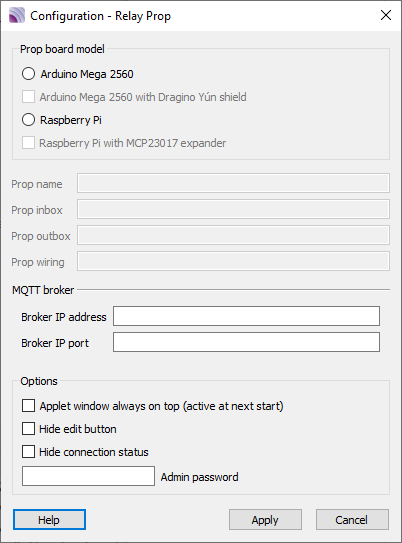 Configuration - Relay Prop
Prop board model
Arduino Mega 2560
Arduino Mega 2560 with Dragino Yún shield
Raspberry Pi
Raspberry Pi with MCP23017 expander
Prop name
Prop inbox
Prop outbox
Prop wiring
MQTT broker
Broker IP address
Broker IP port
Options
Applet window always on top (active at next start)
Hide edit button
Hide connection status
Admin password
Help Apply Cancel